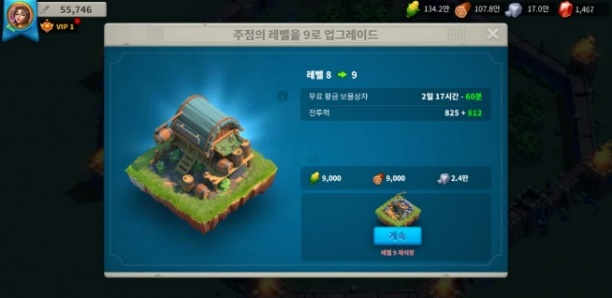 55,746
134.2만
107.8만
17.0만
1,467
VIP 1
주점의 레벨을 9로 업그레이드
레벨 8 9
무료 황금 보물상자 2일 17시간 - 60분
전투력 825 + 812
9,000
9,000
2.4만
계속
레벨 9 채석장